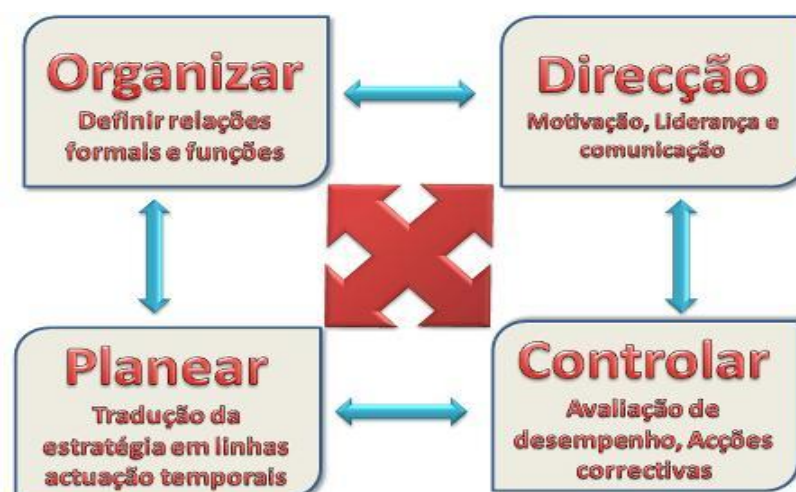 Organizar
Definir relações
formais e funções
Direcção
Motivação, Liderança e
comunicação
Planear
Tradução da
estratégia em linhas
actuação temporais
Controlar
Avaliação de
desempenho, Acções
correctivas